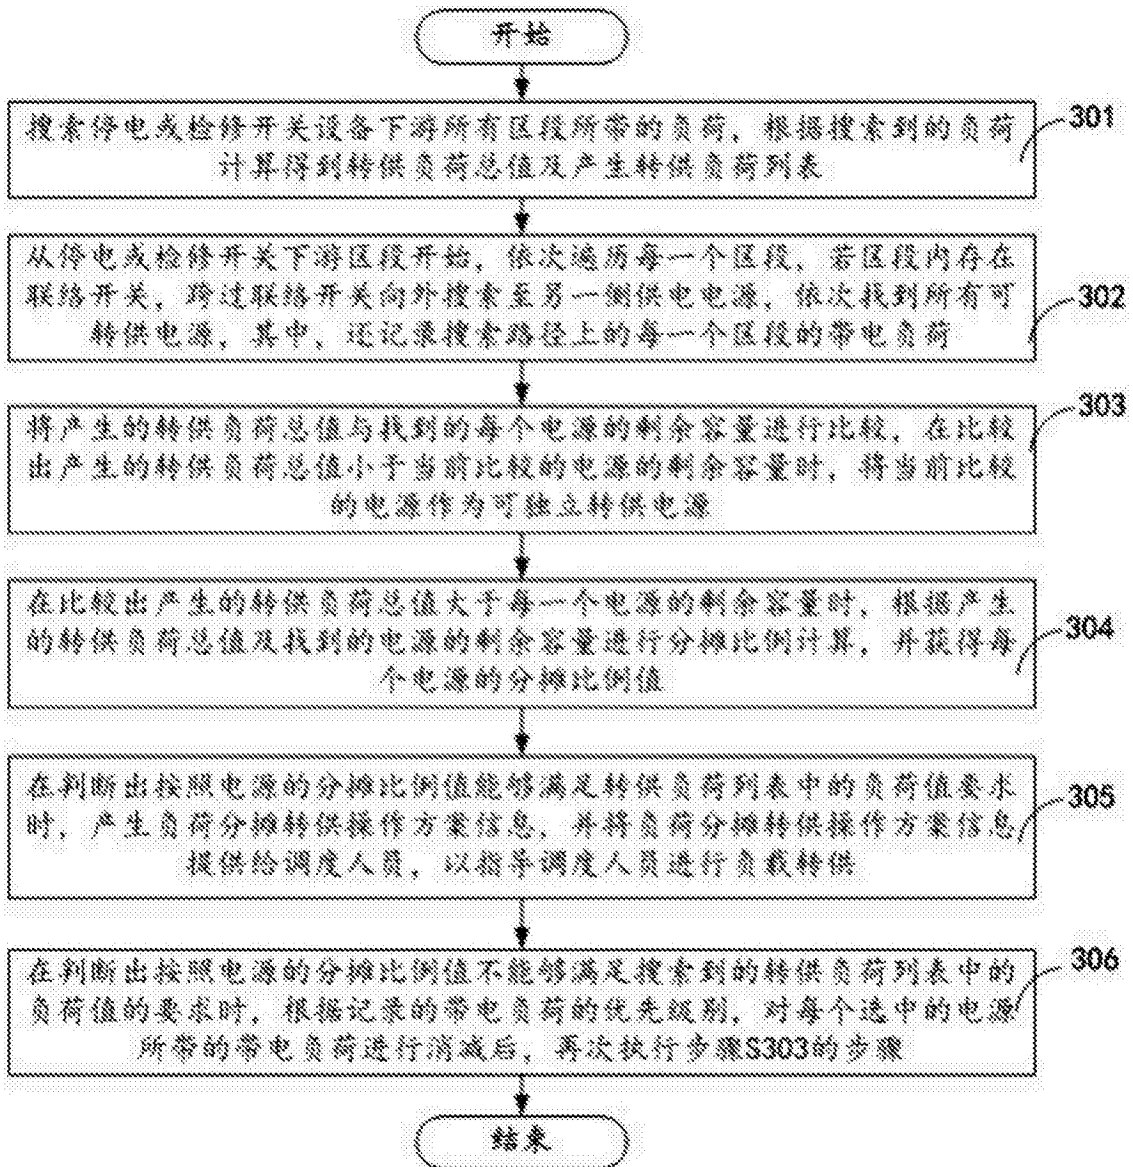 开始
搜索停电或检修开关设备下游所有区段所带的负荷，根据搜索到的负荷
计算得到转供负荷总值及产生转供负荷列表
301
从停电或检修开关下游区段开始，依次遍历每一个区段，若区段内存在
联络开关，跨过联络开关向外搜索至另一侧供电电源，依次找到所有可
转供电源，其中，还记录搜索路径上的每一个区段的带电负荷
302
将产生的转供负荷总值与找到的每个电源的剩余容量进行比较，在比较
出产生的转供负荷总值小于当前比较的电源的剩余容量时，将当前比较
的电源作为可独立转供电源
303
在比较出产生的转供负荷总值大于每一个电源的剩余容量时，根据产生
的转供负荷总值及找到的电源的剩余容量进行分摊比例计算，并获得每
个电源的分摊比例值
304
在判断出按照电源的分摊比例值能够满足转供负荷列表中的负荷值要求
时，产生负荷分摊转供操作方案信息，并将负荷分摊转供操作方案信息
提供给调度人员，以指导调度人员进行负载转供
305
在判断出按照电源的分摊比例值不能够满足搜索到的转供负荷列表中的
负荷值的要求时，根据记录的带电负荷的优先级别，对每个选中的电源
所带的带电负荷进行消减后，再次执行步骤S303的步骤
306
结束